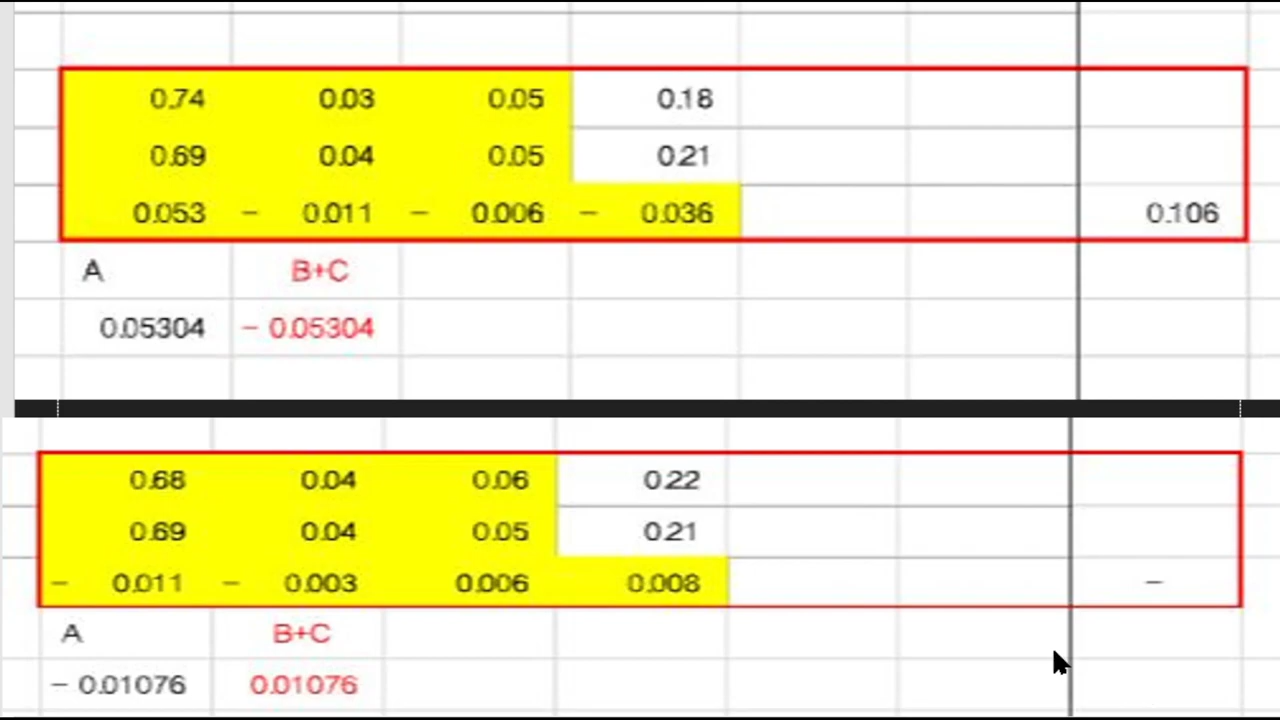 0.74 0.03 0.05 0.18
0.69 0.04 0.05 0.21
0.053 - 0.011 - 0.006 - 0.036 0.106
A B+C
0.05304 - 0.05304
0.68 0.04 0.06 0.22
0.69 0.04 0.05 0.21
- 0.011 - 0.003 0.006 0.008 -
A B+C
- 0.01076 0.01076